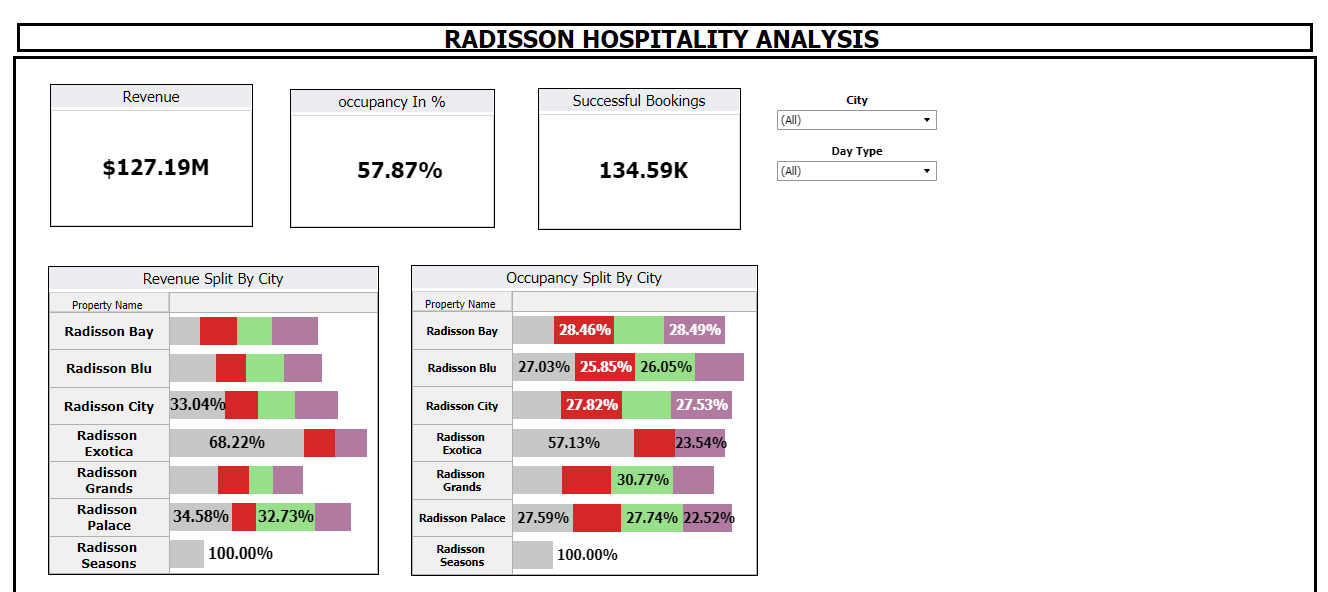 RADISSON HOSPITALITY ANALYSIS
Revenue
$127.19M
occupancy In %
57.87%
Successful Bookings
134.59K
City
(All)
Day Type
(All)
Revenue Split By City
Property Name
Radisson Bay
Radisson Blu
Radisson City
33.04%
Radisson
Exotica
68.22%
Radisson
Grands
Radisson
Palace
34.58%
32.73%
Radisson
Seasons
100.00%
Occupancy Split By City
Property Name
Radisson Bay
28.46%
28.49%
Radisson Blu
27.03%
25.85%
26.05%
Radisson City
27.82%
27.53%
Radisson
Exotica
57.13%
23.54%
Radisson
Grands
30.77%
Radisson Palace
27.59%
27.74%
22.52%
Radisson
Seasons
100.00%